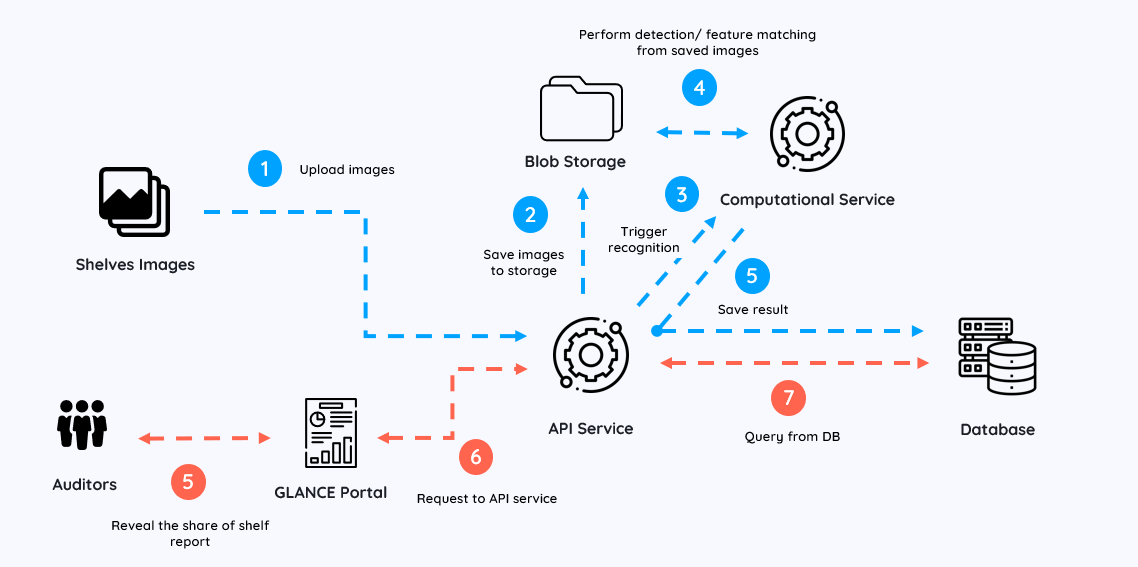 Perform detection/ feature matching
from saved images
4
Blob Storage
1
Upload images
3
Computational Service
2
Trigger
recognition
Save images
to storage
Shelves Images
5
Save result
7
API Service
Query from DB
Database
6
Auditors
5
GLANCE Portal
Request to API service
Reveal the share of shelf
report